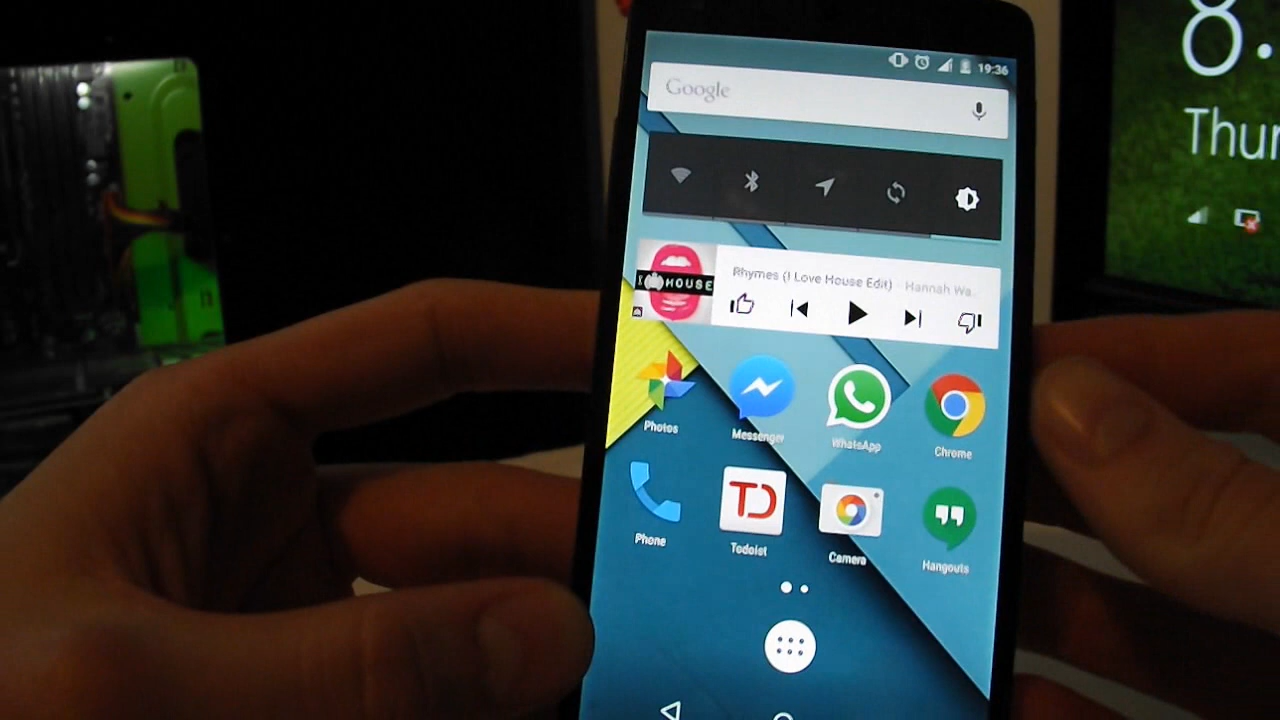 19:36
Google
HOUSE
Rhymes (I Love House Edit) Hannah Wa...
Photos
Messenger
WhatsApp
Chrome
Phone
TD
Todoist
Camera
Hangouts
8.
Thur